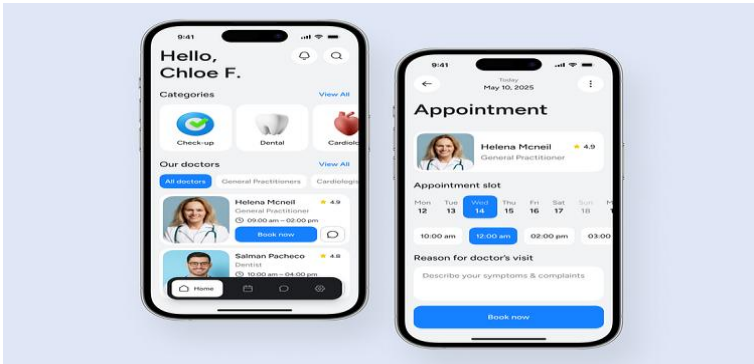 9:41
Hello,
Chloe F.
Categories View All
Check-up Dental Cardiolo
Our doctors View All
All doctors General Practitioners Cardiologis
Helena Mcneil 4.9
General Practitioner
09:00 am – 02:00 pm
Book now
Salman Pacheco 4.8
Dentist
10:00 am – 04:00 pm
Home
9:41
Today
May 10, 2025
Appointment
Helena Mcneil 4.9
General Practitioner
Appointment slot
Mon Tue Wed Thu Fri Sat Sun M
12 13 14 15 16 17 18 1
10:00 am 12:00 am 02:00 pm 03:00
Reason for doctor's visit
Describe your symptoms & complaints
Book now